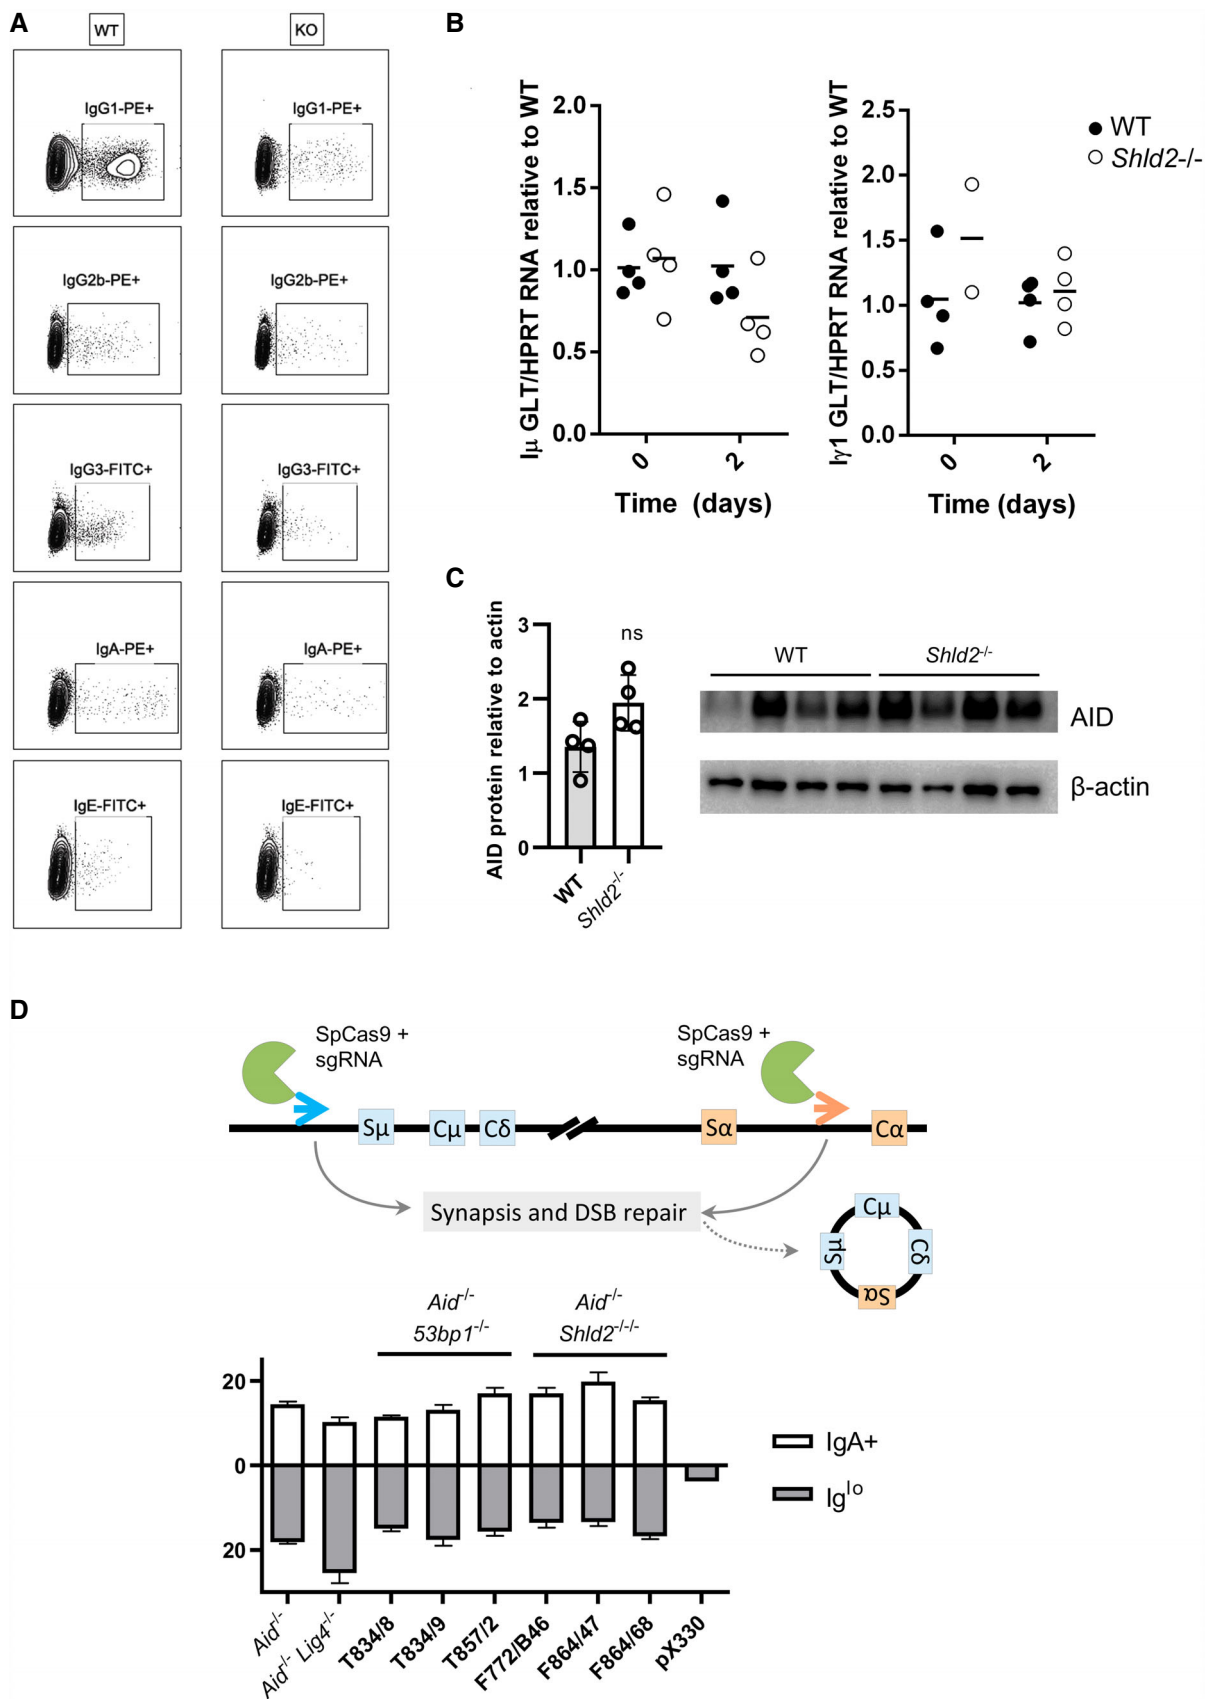 A
WT
KO
IgG1-PE+
IgG1-PE+
IgG2b-PE+
IgG2b-PE+
IgG3-FITC+
IgG3-FITC+
IgA-PE+
IgA-PE+
IgE-FITC+
IgE-FITC+
B
Iμ GLT/HPRT RNA relative to WT
2.0
1.5
1.0
0.5
0.0
0
2
Time (days)
Iγ1 GLT/HPRT RNA relative to WT
2.5
2.0
1.5
1.0
0.5
0.0
0
2
Time (days)
WT
Shld2-/-
C
AID protein relative to actin
3
2
1
0
ns
WT
Shld2-/-
WT
Shld2-/-
AID
β-actin
D
SpCas9 +
sgRNA
SpCas9 +
sgRNA
Sμ
Cμ
Cδ
Sα
Cα
Synapsis and DSB repair
Cμ
Sμ
Cδ
Sα
Aid-/-
53bp1-/-
Aid-/-
Shld2-/-/-
20
0
20
IgA+
Iglo
Aid-/-
Aid-/- Lig4-/-
T834/8
T834/9
T857/2
F772/B46
F864/47
F864/68
pX330